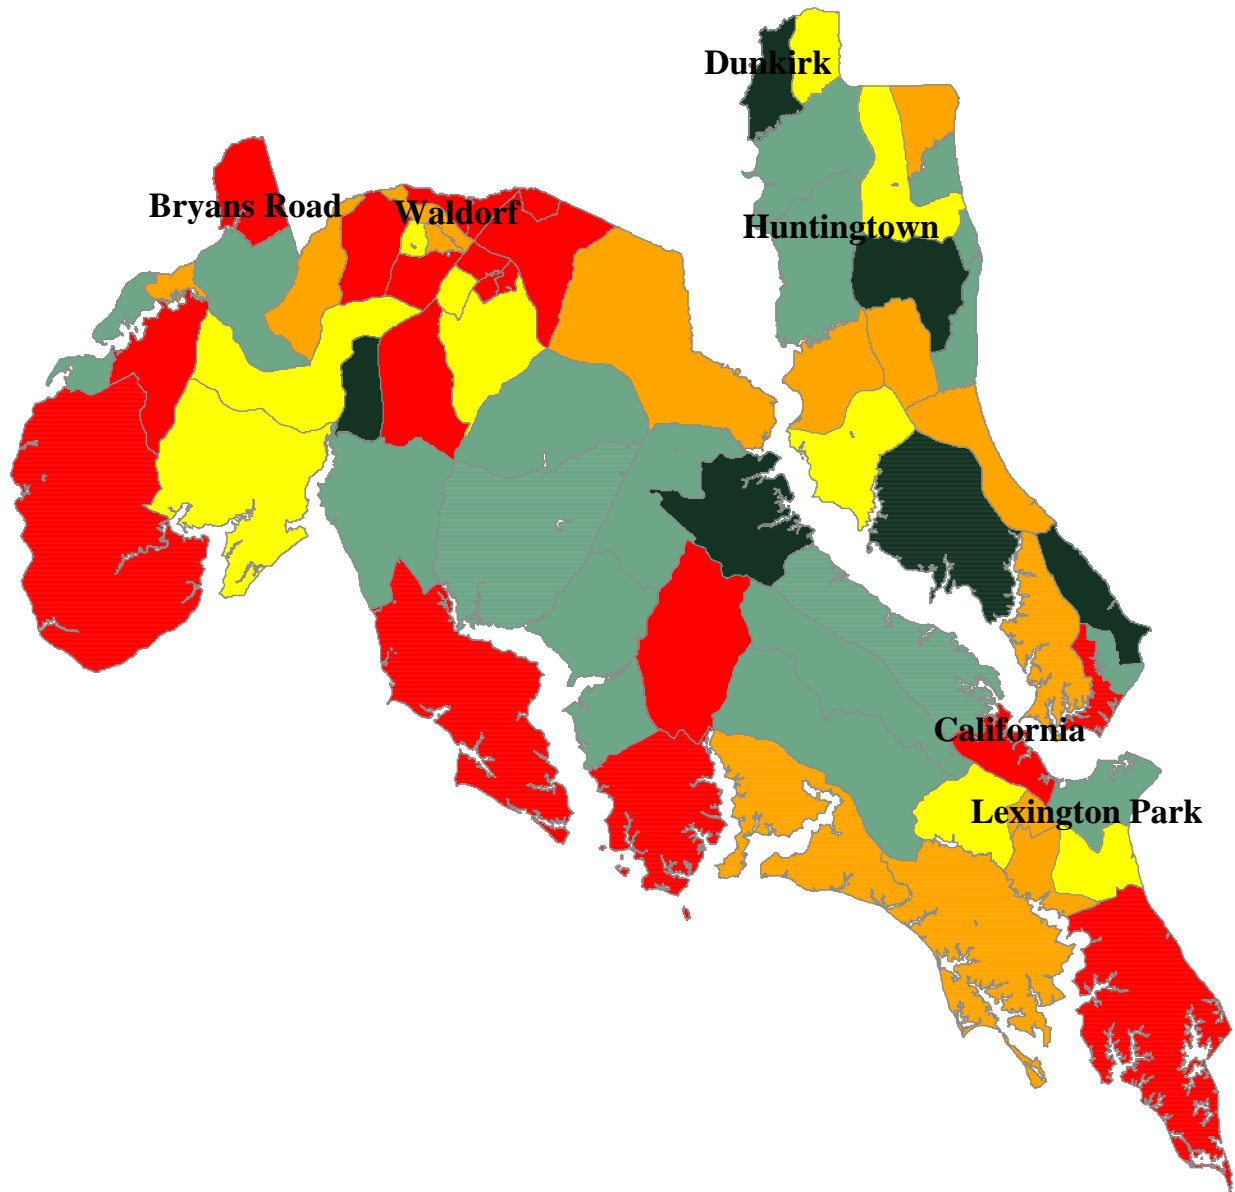 Dunkirk
Bryans Road
Waldorf
Huntingtown
California
Lexington Park